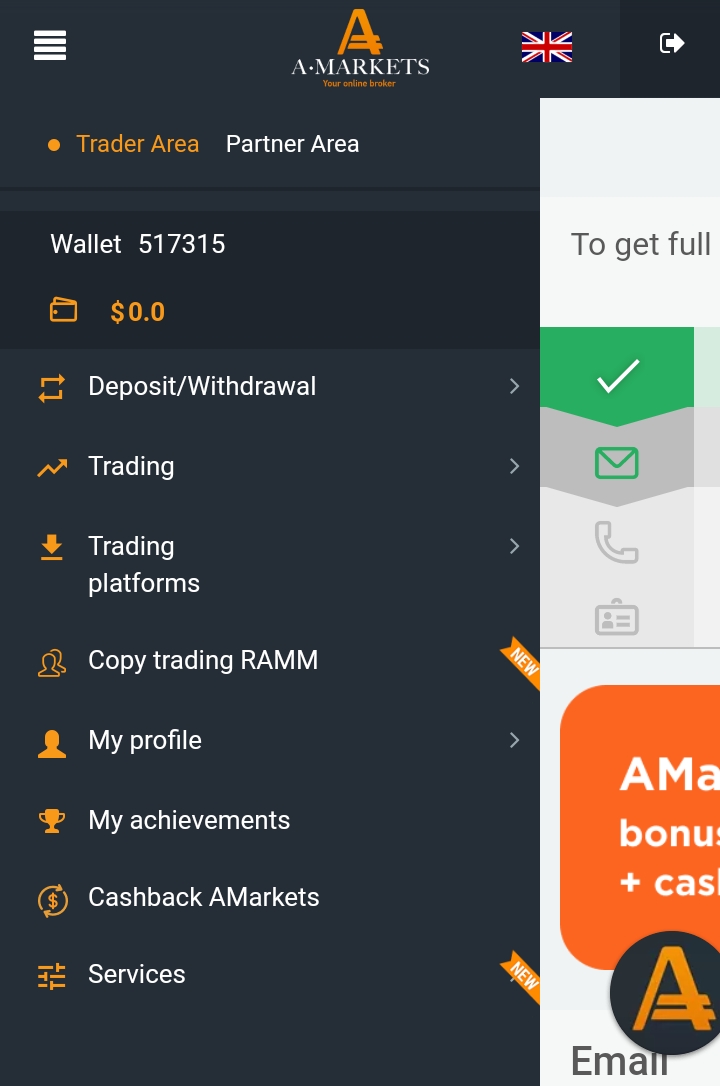 A·MARKETS
Your online broker
Trader Area Partner Area
Wallet 517315
$0.0
To get full
Deposit/Withdrawal
Trading
Trading
platforms
Copy trading RAMM
NEW
My profile
My achievements
Cashback AMarkets
Services
NEW
AMa
bonus
+ cas
Email